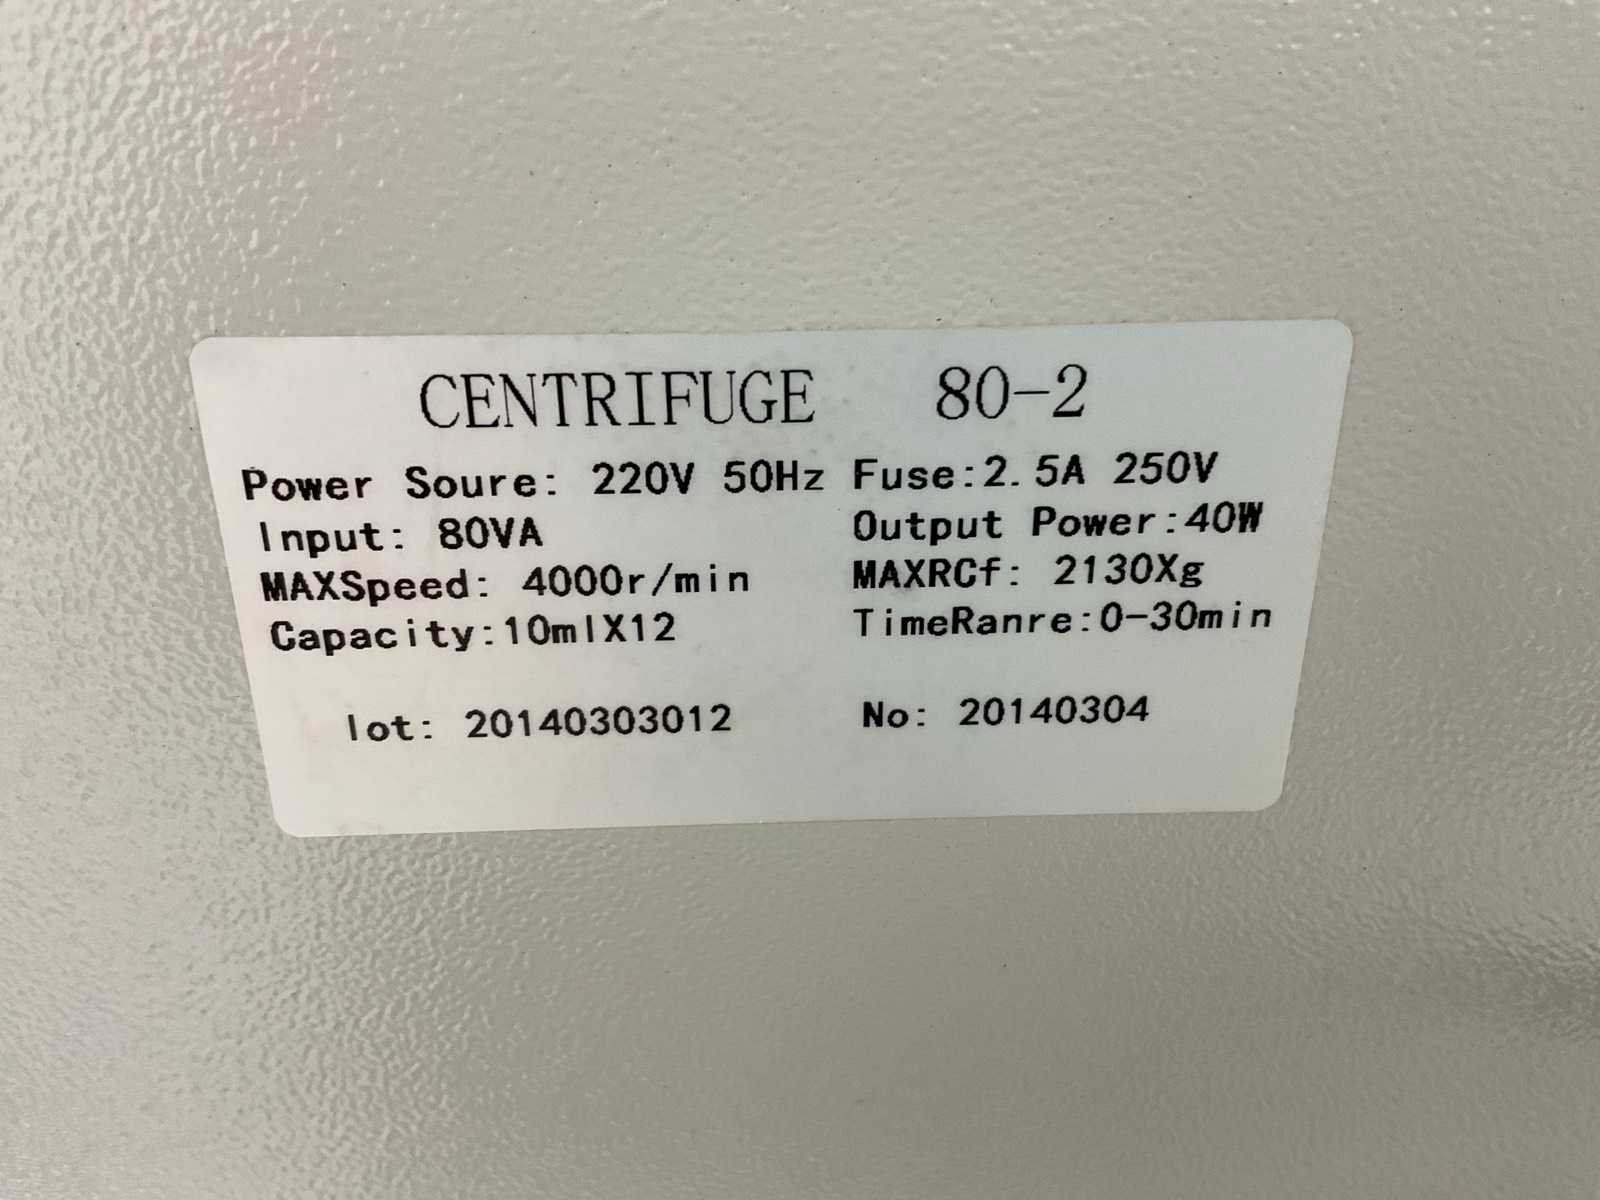 CENTRIFUGE 80-2
Power Soure: 220V 50Hz Fuse:2.5A 250V
Input: 80VA Output Power:40W
MAXSpeed: 4000r/min MAXRCf: 2130Xg
Capacity:10mlX12 TimeRanre:0-30min
lot: 20140303012 No: 20140304